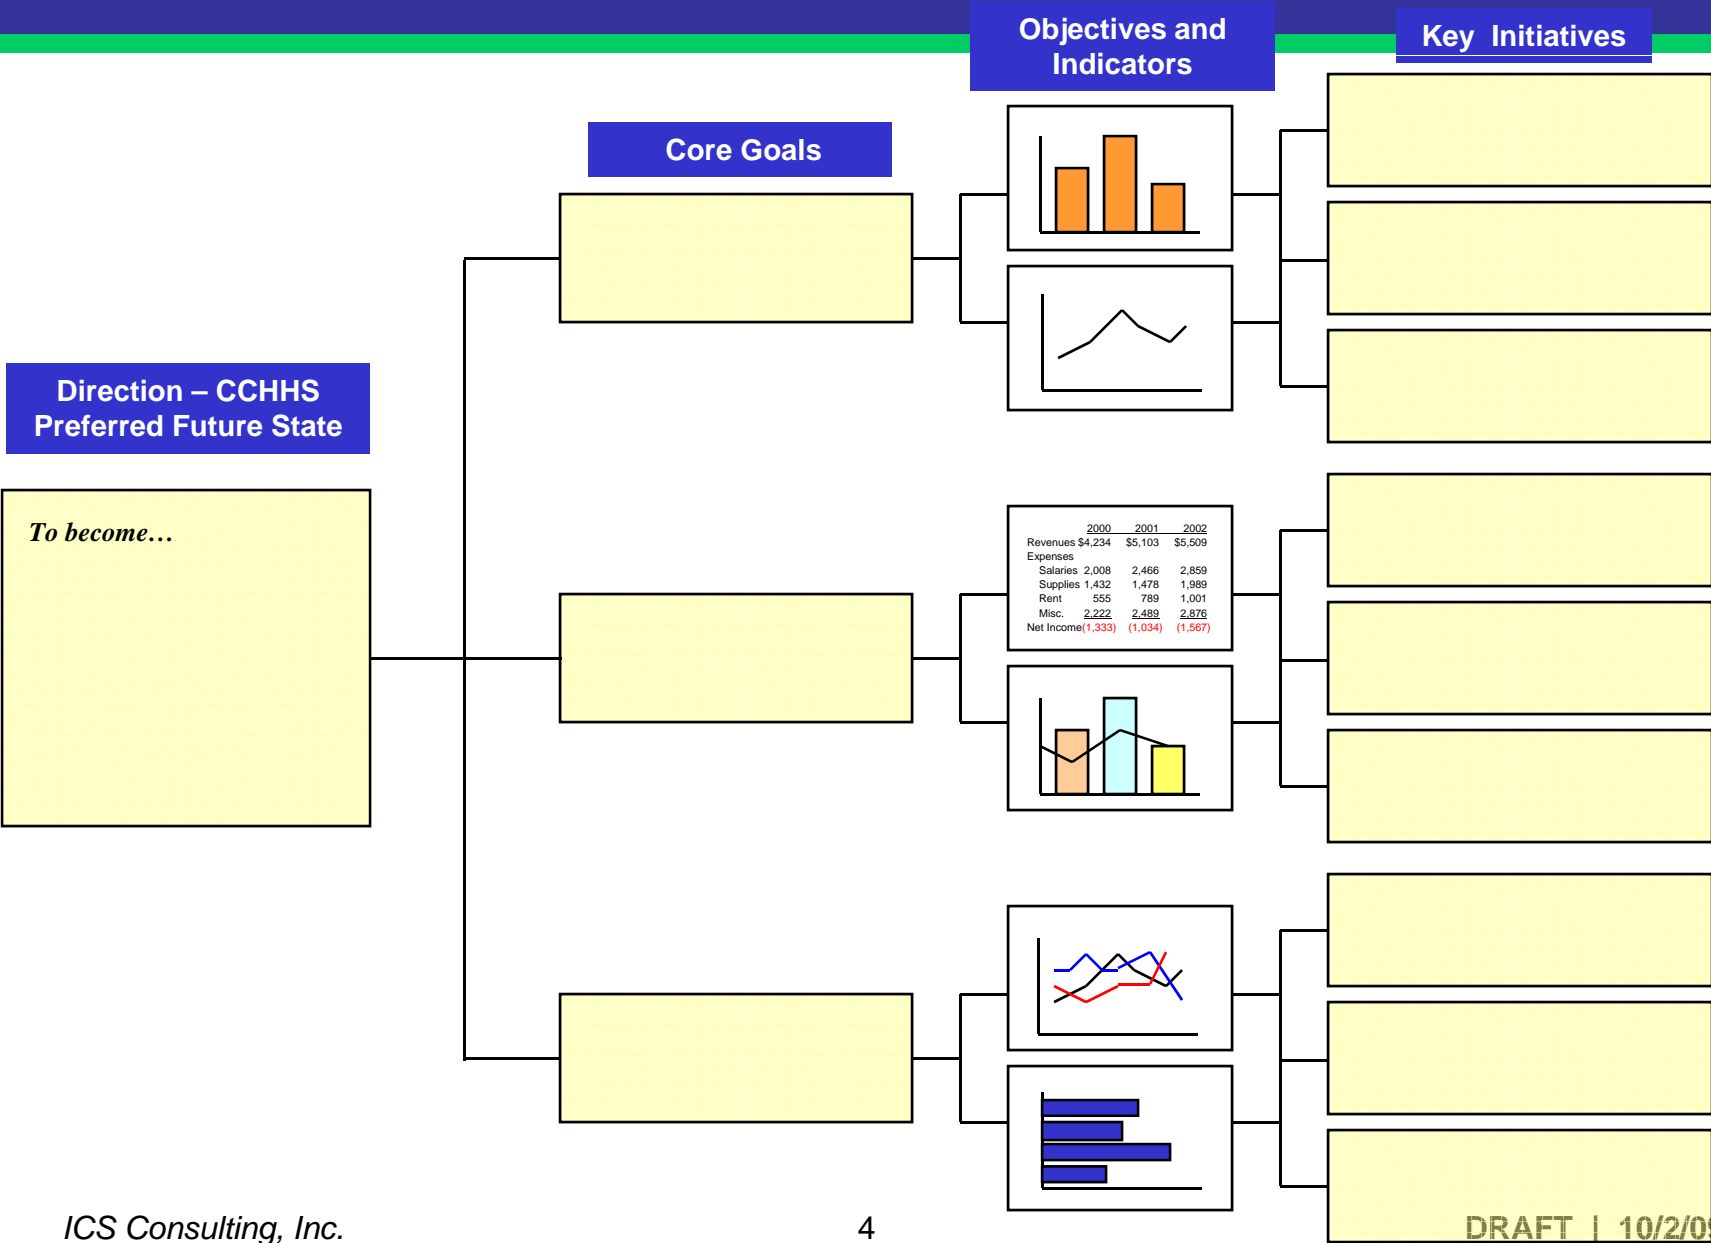 Objectives and
Indicators
Key Initiatives
Core Goals
Direction – CCHHS
Preferred Future State
To become…
2000 2001 2002
Revenues $4,234 $5,103 $5,509
Expenses
Salaries 2,008 2,466 2,859
Supplies 1,432 1,478 1,989
Rent 555 789 1,001
Misc. 2,222 2,489 2,876
Net Income (1,333) (1,034) (1,567)
ICS Consulting, Inc.
4
DRAFT | 10/2/09